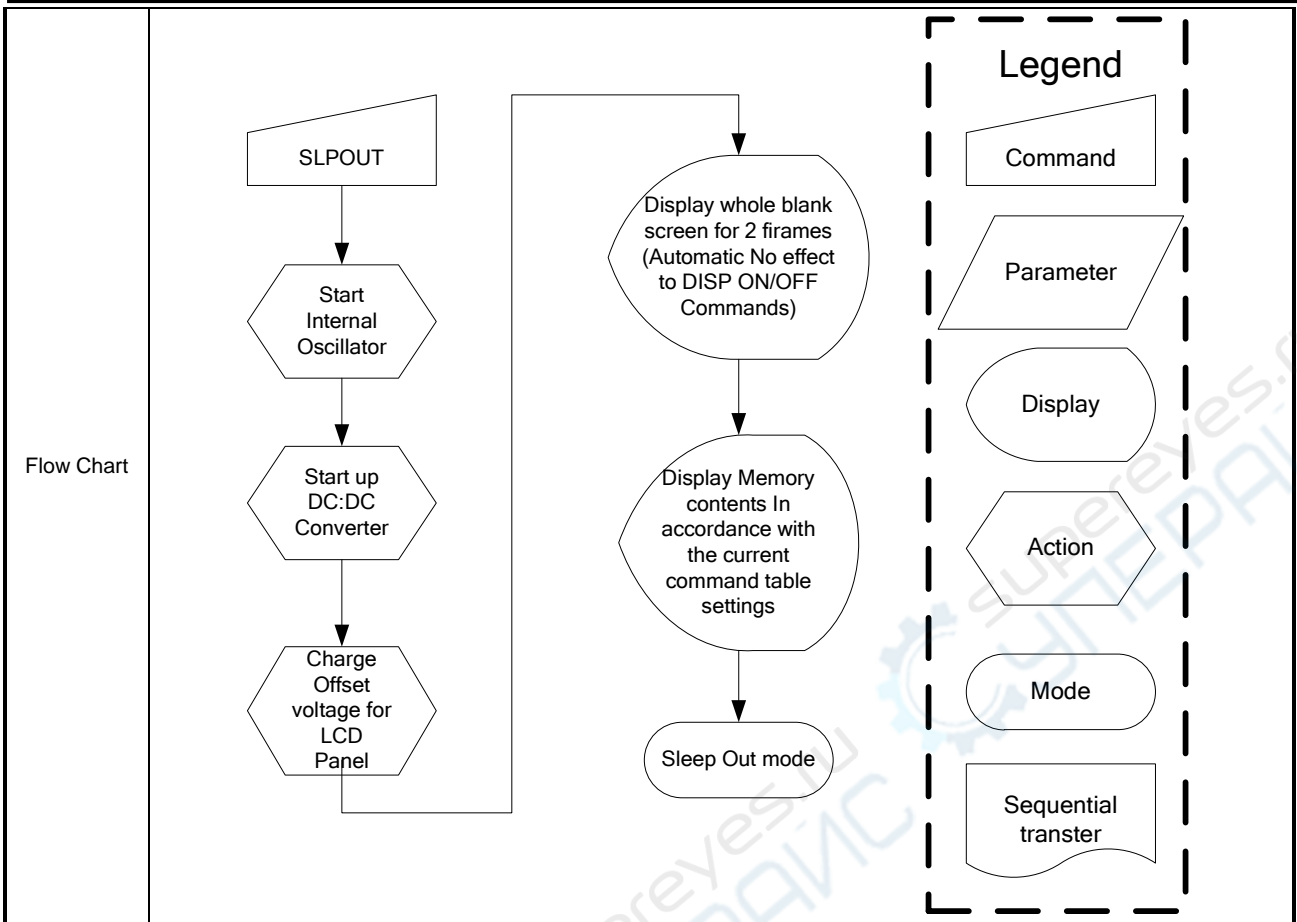 Flow Chart
SLPOUT
Start
Internal
Oscillator
Start up
DC:DC
Converter
Charge
Offset
voltage for
LCD
Panel
Display whole blank
screen for 2 firames
(Automatic No effect
to DISP ON/OFF
Commands)
Display Memory
contents In
accordance with
the current
command table
settings
Sleep Out mode
Legend
Command
Parameter
Display
Action
Mode
Sequential
transter